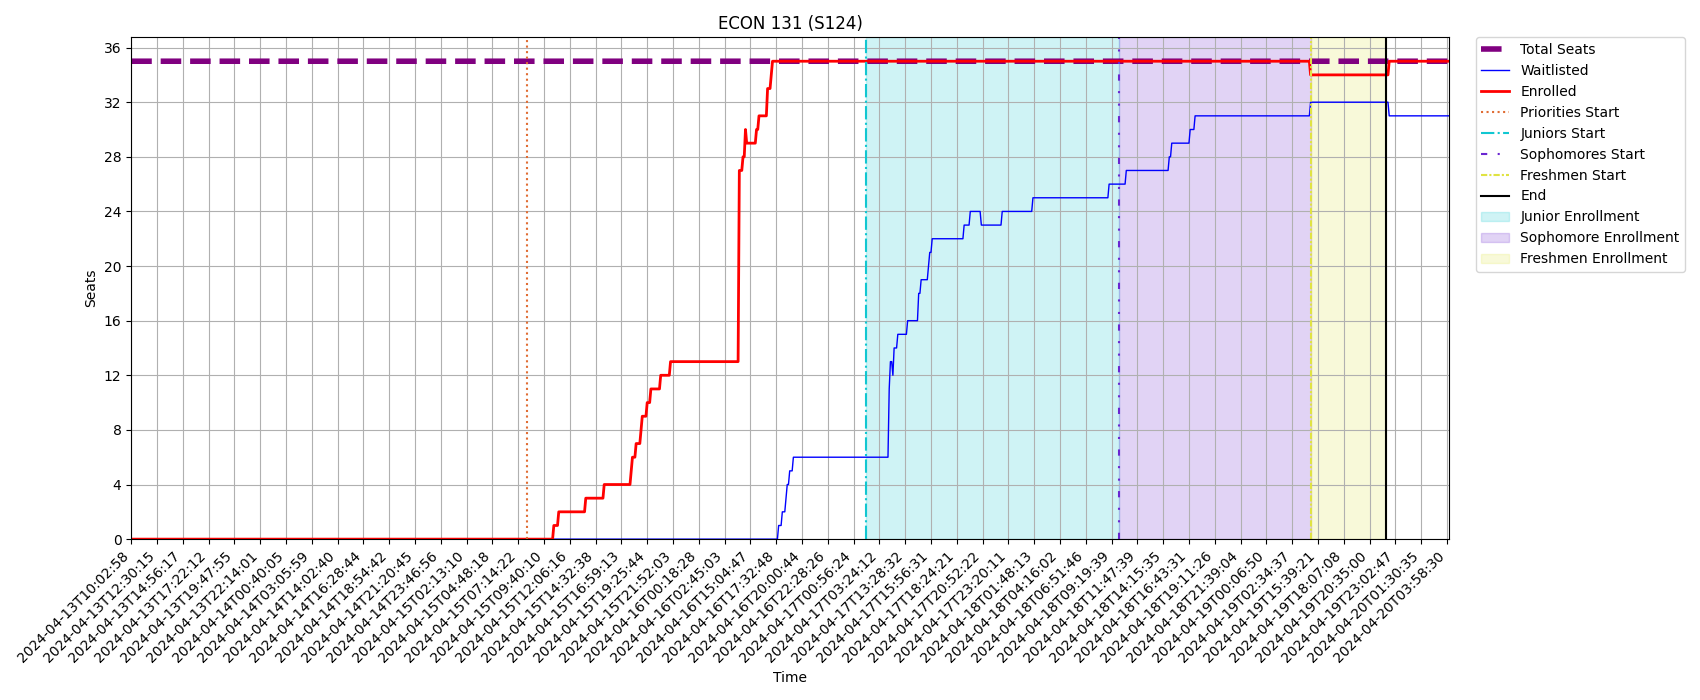 ECON 131 (S124)
Seats
36
32
28
24
20
16
12
8
4
0
2024-04-13T10:02:58
2024-04-13T12:30:15
2024-04-13T14:56:17
2024-04-13T17:22:12
2024-04-13T19:47:55
2024-04-13T22:14:01
2024-04-14T00:40:05
2024-04-14T03:05:59
2024-04-14T14:02:40
2024-04-14T16:28:44
2024-04-14T18:54:42
2024-04-14T21:20:45
2024-04-14T23:46:56
2024-04-15T02:13:10
2024-04-15T04:48:18
2024-04-15T07:14:22
2024-04-15T09:40:16
2024-04-15T12:06:16
2024-04-15T14:32:38
2024-04-15T16:59:13
2024-04-15T19:25:44
2024-04-15T21:52:03
2024-04-16T00:18:28
2024-04-16T02:45:03
2024-04-16T15:04:47
2024-04-16T17:32:48
2024-04-16T20:00:44
2024-04-16T22:28:26
2024-04-17T00:56:24
2024-04-17T03:24:12
2024-04-17T13:28:32
2024-04-17T15:56:31
2024-04-17T18:24:21
2024-04-17T20:52:22
2024-04-17T23:20:11
2024-04-18T01:48:13
2024-04-18T04:16:02
2024-04-18T06:51:46
2024-04-18T09:19:39
2024-04-18T11:47:39
2024-04-18T14:15:35
2024-04-18T16:43:31
2024-04-18T19:11:26
2024-04-18T21:39:04
2024-04-19T00:06:50
2024-04-19T02:34:37
2024-04-19T15:39:21
2024-04-19T18:07:08
2024-04-19T20:35:00
2024-04-19T23:02:47
2024-04-20T01:30:35
2024-04-20T03:58:30
Time
Total Seats
Waitlisted
Enrolled
Priorities Start
Juniors Start
Sophomores Start
Freshmen Start
End
Junior Enrollment
Sophomore Enrollment
Freshmen Enrollment